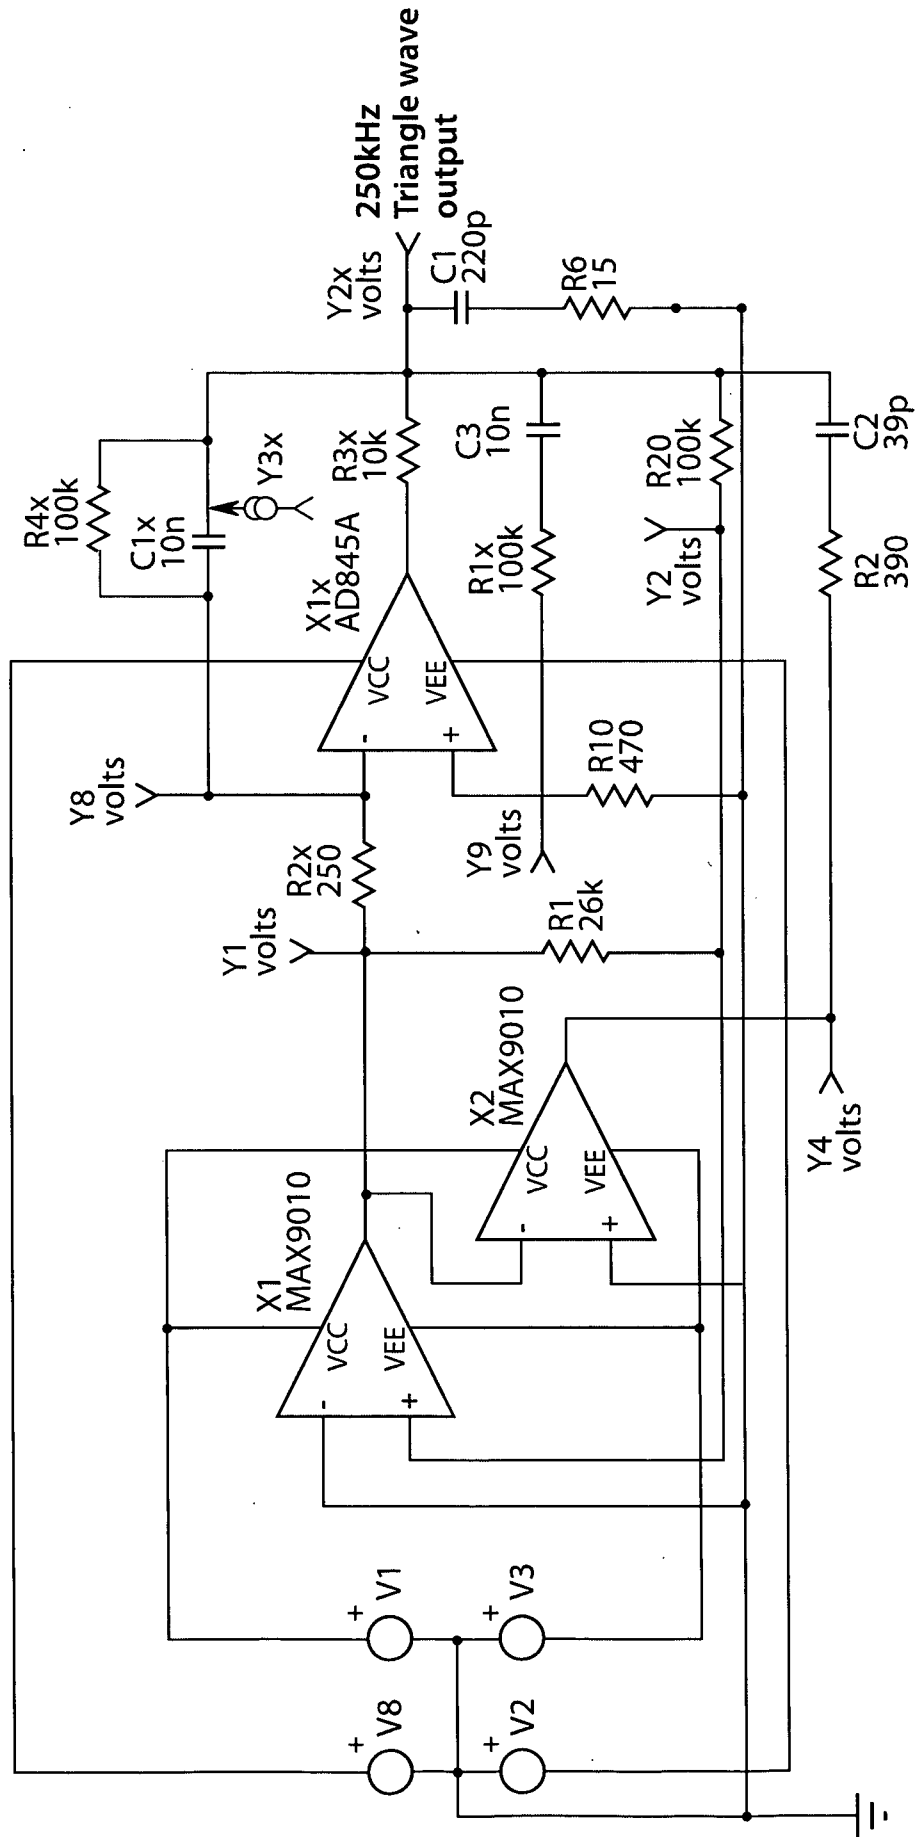 250kHz
Triangle wave
output
Y2x
volts
C1
220p
R6
15
R4x
100k
C1x
10n
Y3x
R3x
10k
C3
10n
R20
100k
C2
39p
X1x
AD845A
VCC
VEE
-
+
R1x
100k
Y2
volts
R2
390
Y8
volts
R2x
250
Y9
volts
R10
470
Y1
volts
R1
26k
X2
MAX9010
VCC
VEE
-
+
Y4
volts
X1
MAX9010
VCC
VEE
-
+
+
V1
+
V3
+
V8
+
V2